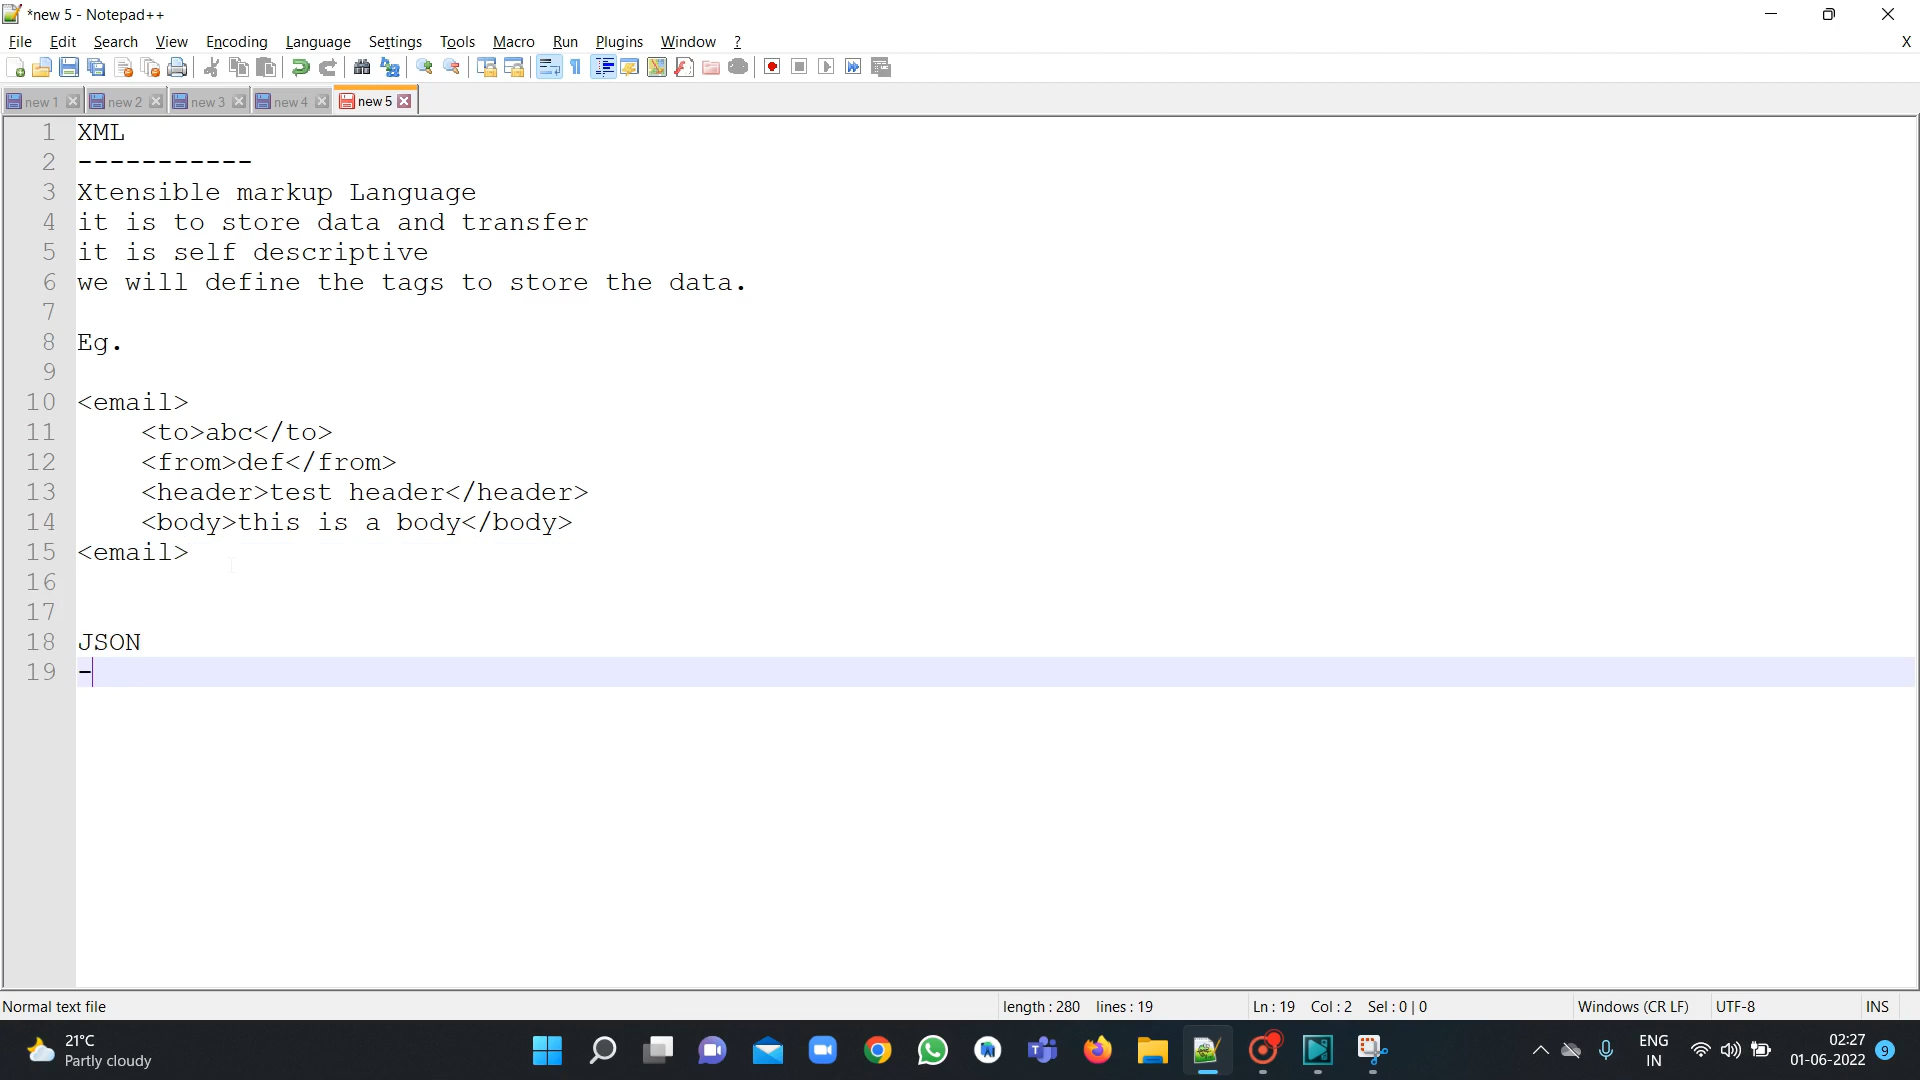 *new 5 - Notepad++
File Edit Search View Encoding Language Settings Tools Macro Run Plugins Window ? X
new 1 new 2 new 3 new 4 new 5
1 XML
2 -----------
3 Xtensible markup Language
4 it is to store data and transfer
5 it is self descriptive
6 we will define the tags to store the data.
7
8 Eg.
9
10 <email>
11 <to>abc</to>
12 <from>def</from>
13 <header>test header</header>
14 <body>this is a body</body>
15 <email>
16
17
18 JSON
19 -
Normal text file length : 280 lines : 19 Ln : 19 Col : 2 Sel : 0 | 0 Windows (CR LF) UTF-8 INS
21°C
Partly cloudy
ENG
IN
02:27
01-06-2022
9